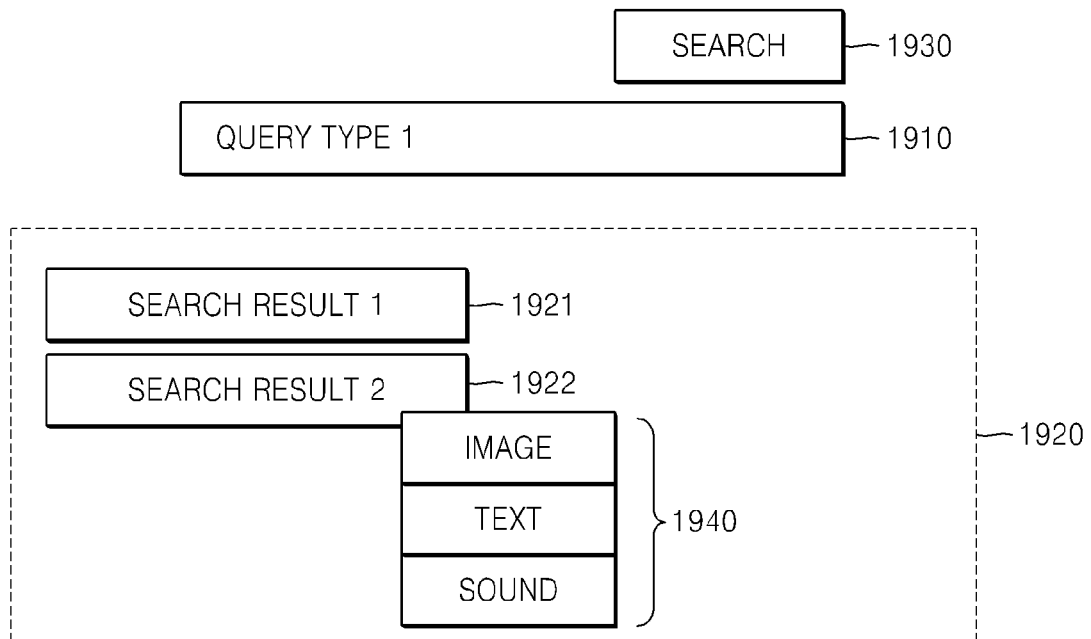 SEARCH 1930
QUERY TYPE 1 1910
SEARCH RESULT 1 1921
SEARCH RESULT 2 1922
IMAGE
1920
TEXT
1940
SOUND